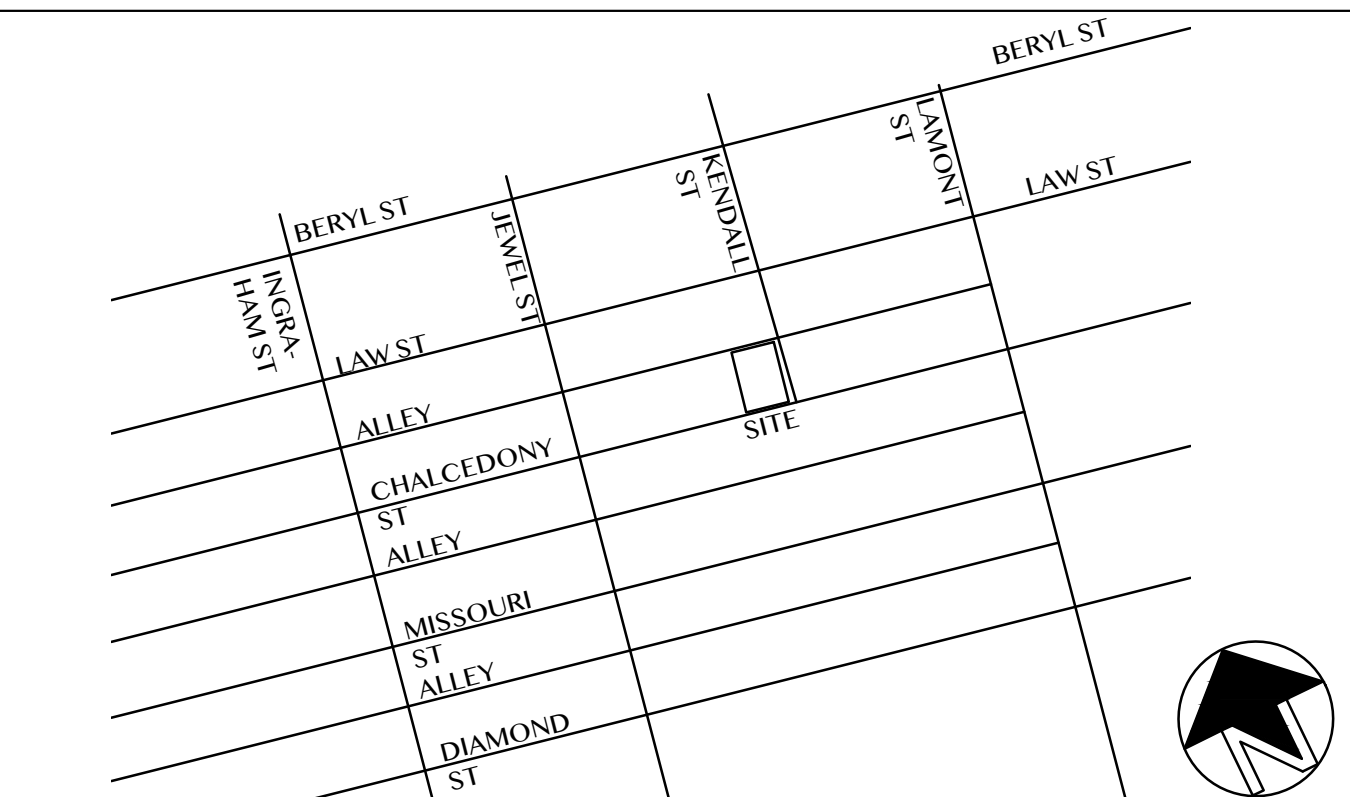 BERYL ST
LAMONT
ST
KENDALL
ST
LAW ST
BERYL ST
JEWEL ST
INGRA-
HAM ST
LAW ST
ALLEY
SITE
CHALCEDONY
ST
ALLEY
MISSOURI
ST
ALLEY
DIAMOND
ST
N